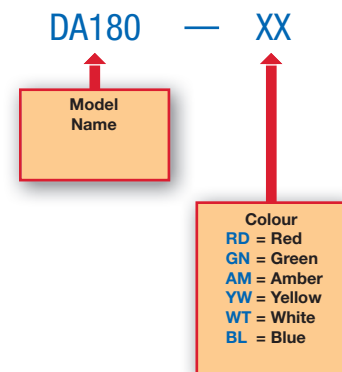 DA180 — XX
Model
Name
Colour
RD = Red
GN = Green
AM = Amber
YW = Yellow
WT = White
BL = Blue